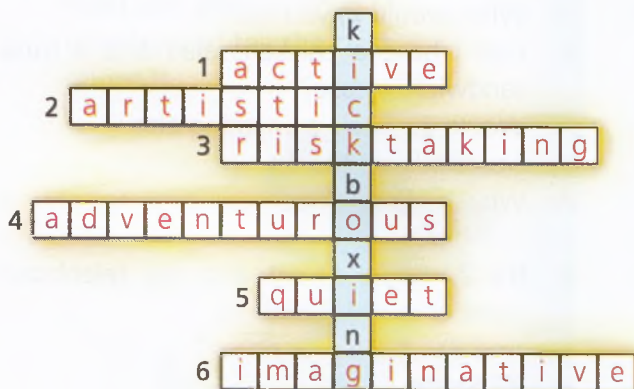 k
1 active
2 artistic
3 risktaking
b
4 adventurous
x
5 quiet
n
6 imaginative